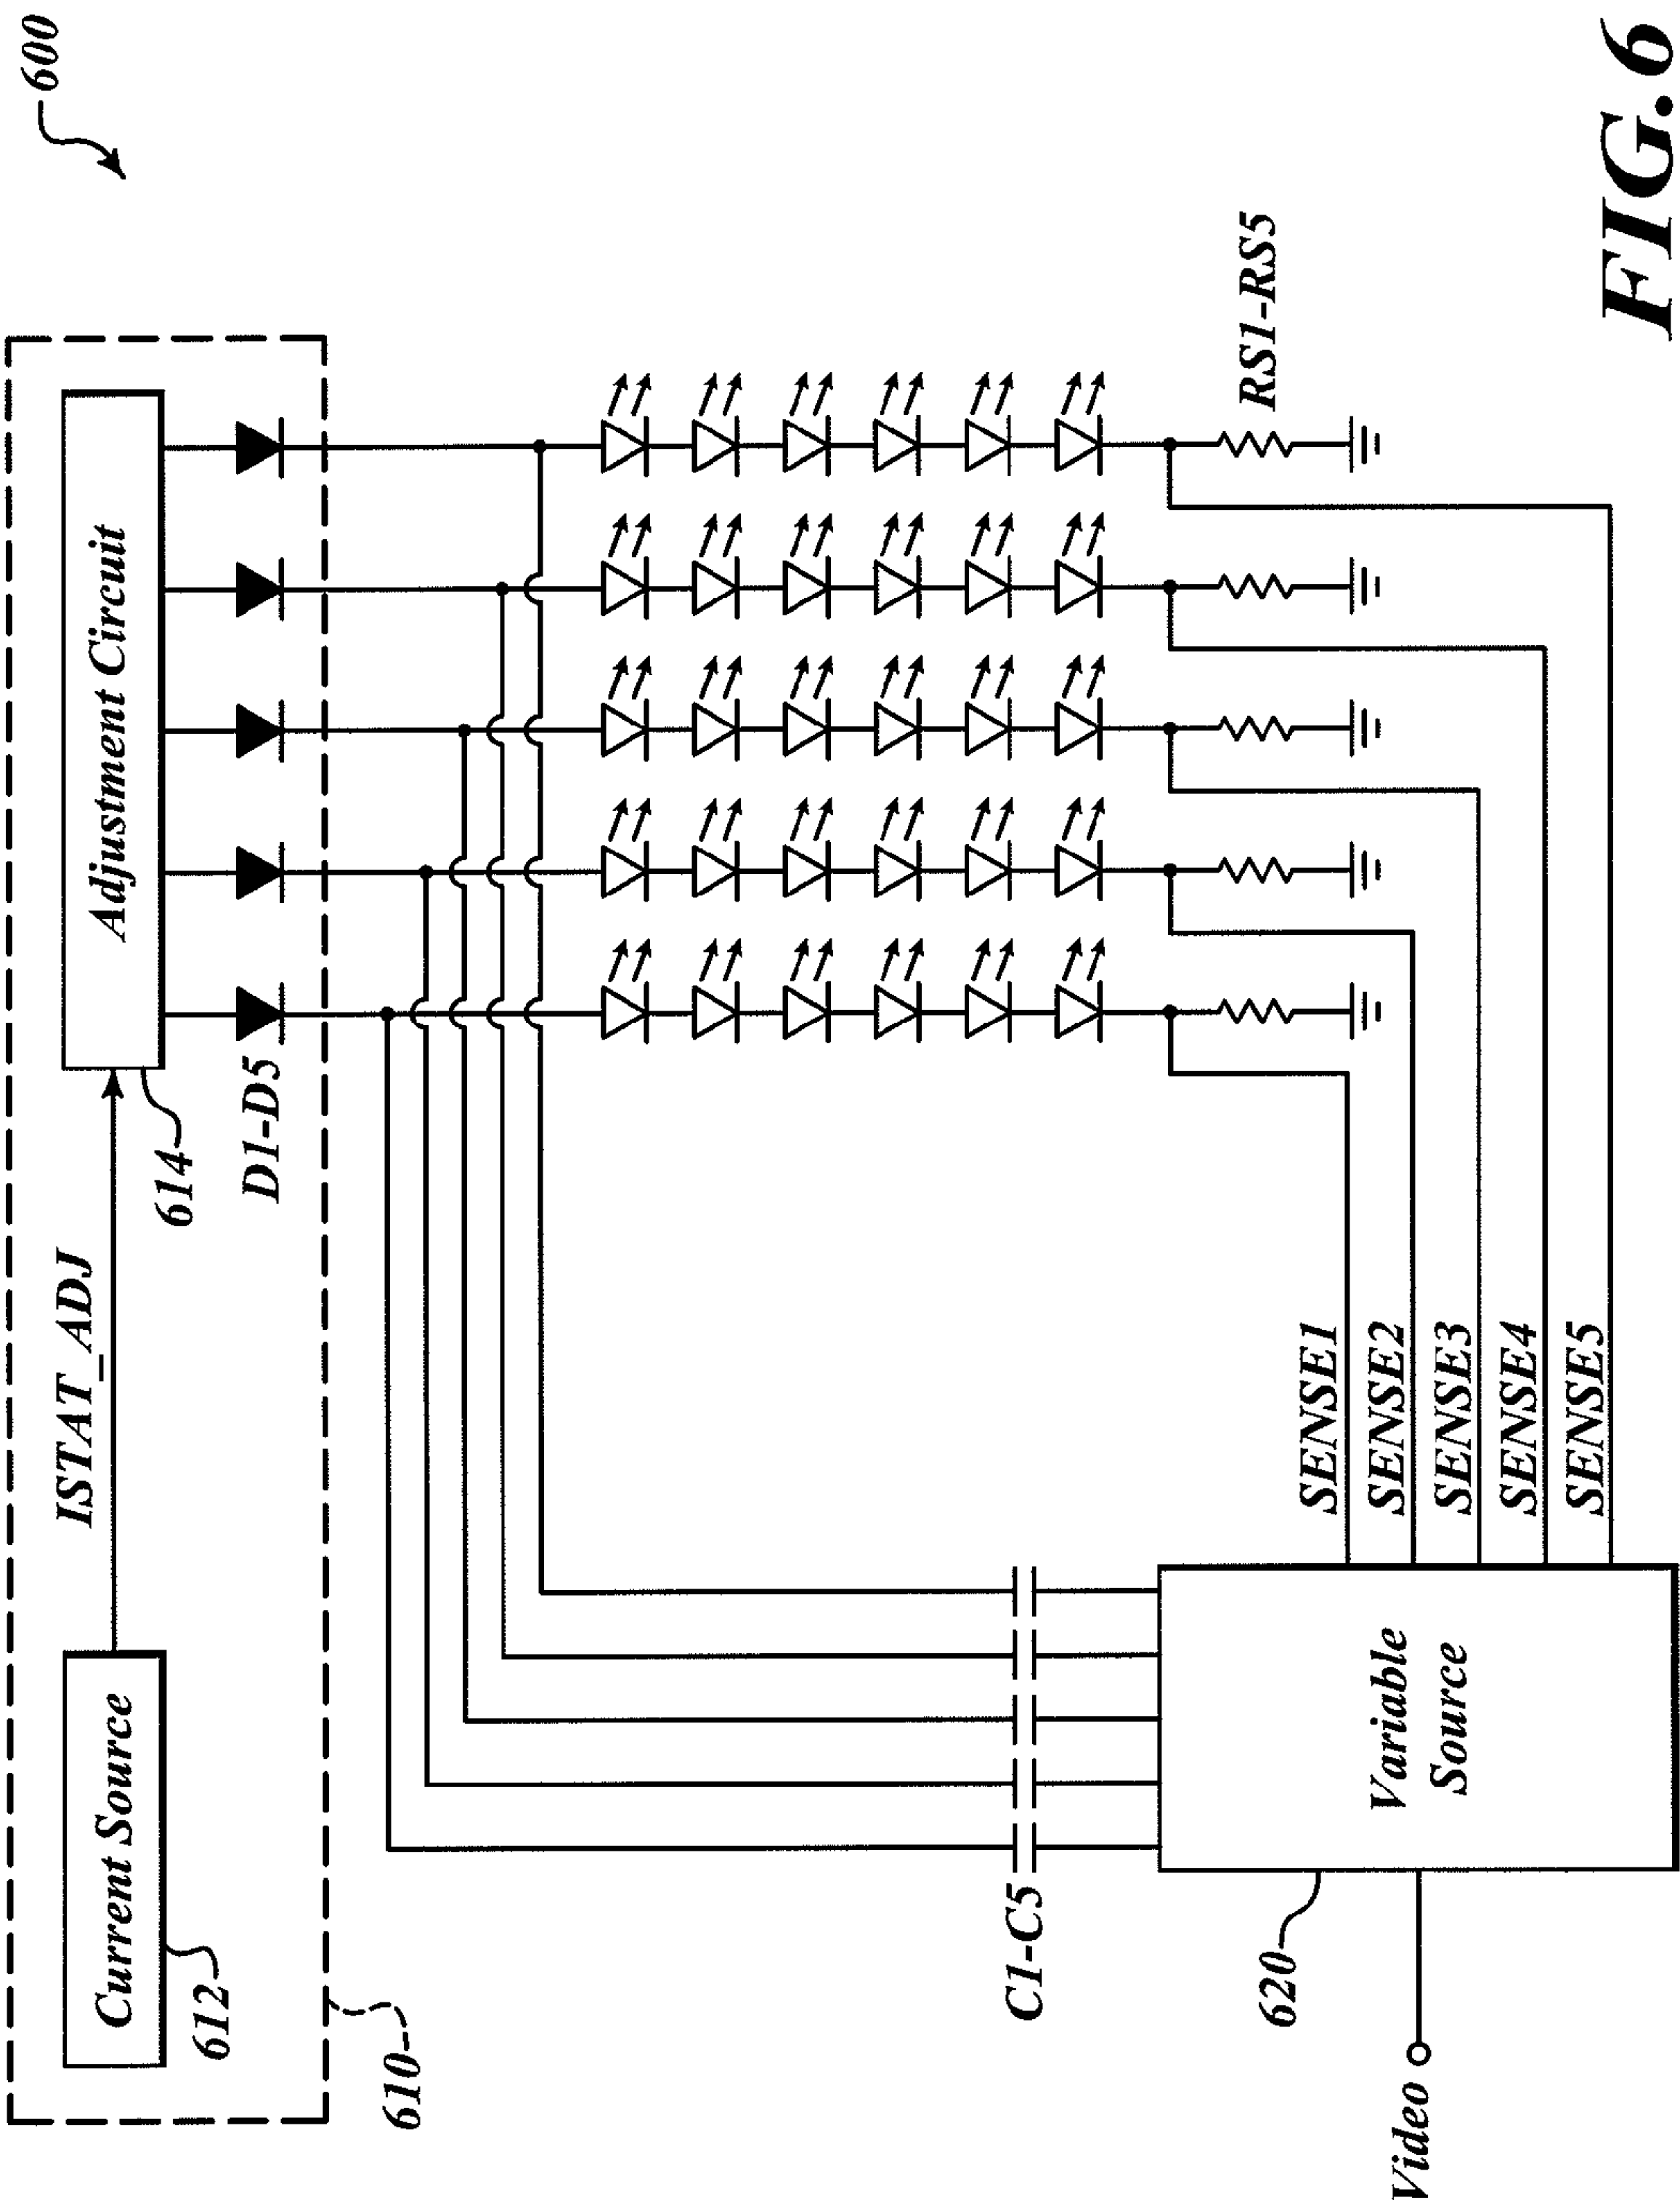 600
ISTAT_ADJ
Current Source
Adjustment Circuit
612
614
D1-D5
610
C1-C5
RS1-RS5
SENSE1
SENSE2
SENSE3
SENSE4
SENSE5
620
Variable
Source
Video
FIG.6